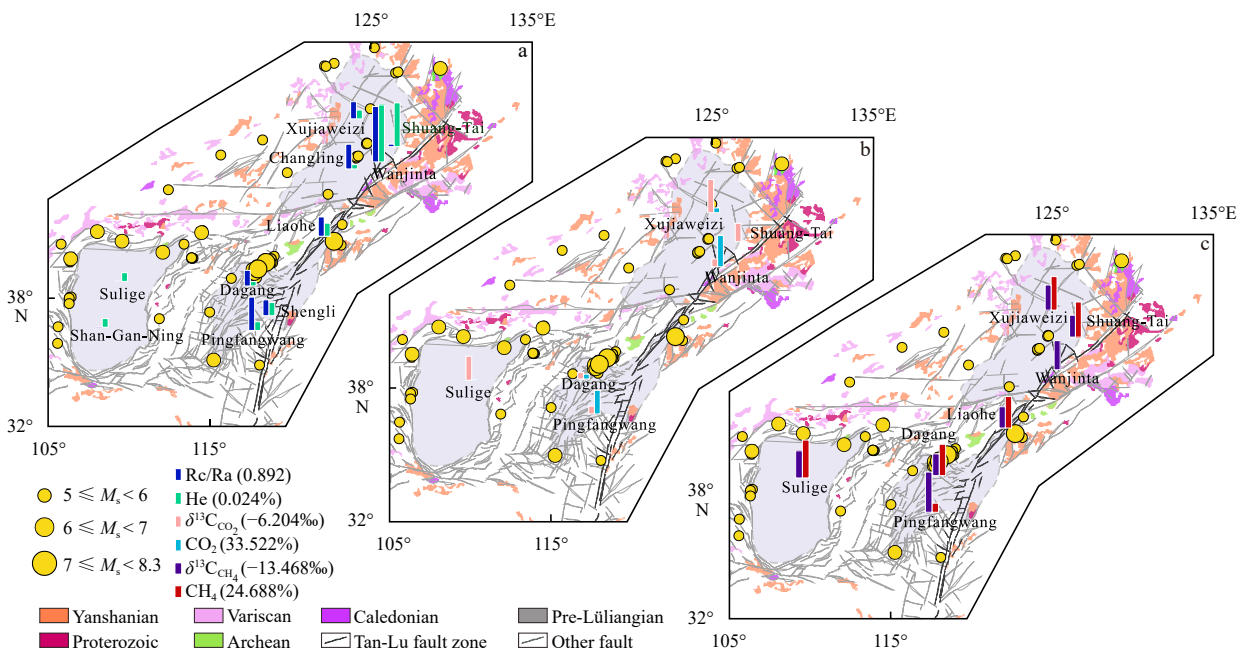 125°
135°E
a
Xujiaweizi
Shuang-Tai
Changling
Wanjinta
Liaohe
Sulige
Dagang
38°
N
Shengli
Shan-Gan-Ning
Pingfangwang
32°
105°
115°
125°
135°E
b
Xujiaweizi
Shuang-Tai
Wanjinta
Sulige
Dagang
38°
N
Pingfangwang
32°
105°
115°
125°
135°E
c
Xujiaweizi
Shuang-Tai
Wanjinta
Liaohe
Dagang
Sulige
38°
N
Pingfangwang
32°
105°
115°
5 ≤ Mₛ < 6
6 ≤ Mₛ < 7
7 ≤ Mₛ < 8.3
Rc/Ra (0.892)
He (0.024%)
δ¹³C_CO₂ (−6.204‰)
CO₂ (33.522%)
δ¹³C_CH₄ (−13.468‰)
CH₄ (24.688%)
Yanshanian Variscan Caledonian Pre-Lüliangian
Proterozoic Archean Tan-Lu fault zone Other fault